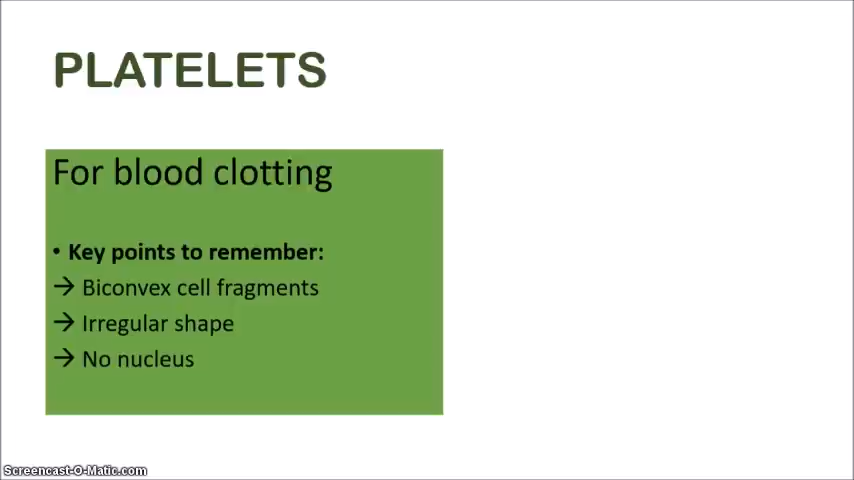 PLATELETS
For blood clotting
• Key points to remember:
→ Biconvex cell fragments
→ Irregular shape
→ No nucleus
Screencast-O-Matic.com